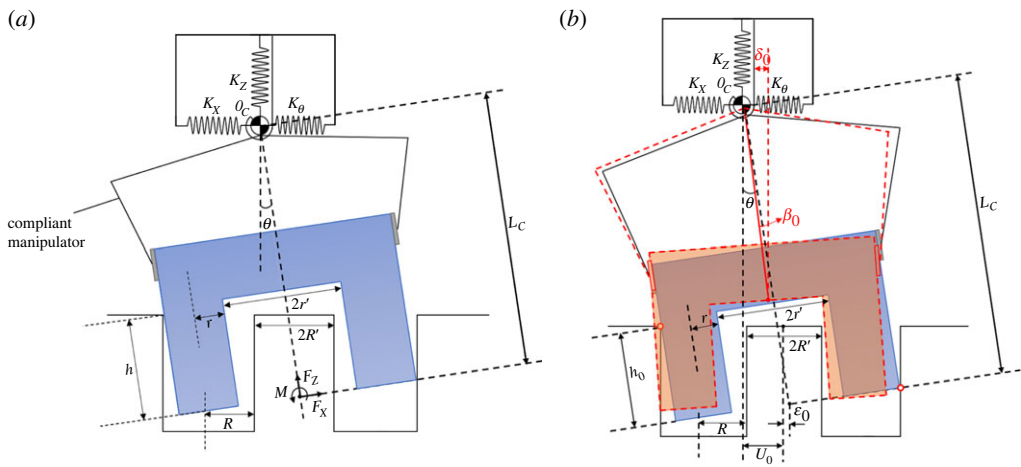 (a)
K_Z
K_X
0_C
K_θ
θ
L_C
compliant
manipulator
r
2r'
2R'
h
F_Z
M
F_X
R
(b)
δ_0
K_Z
K_X
0_C
K_θ
θ
β_0
L_C
r
2r'
2R'
h_0
ε_0
R
U_0